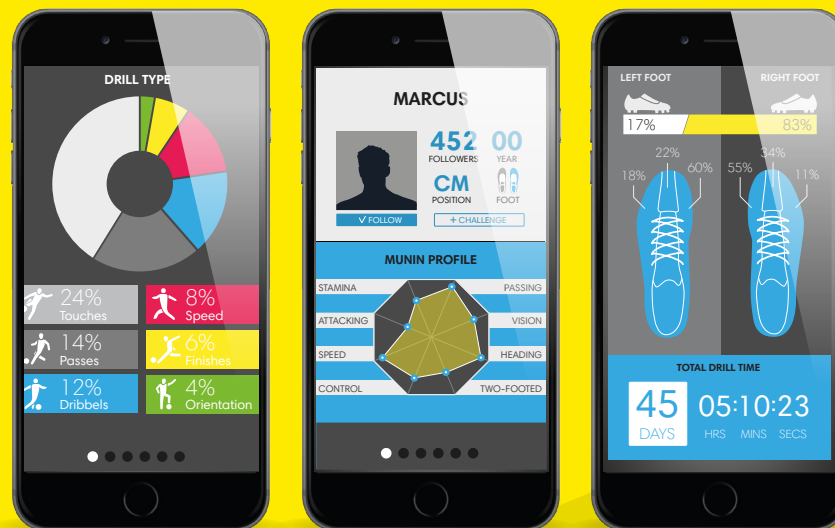 DRILL TYPE
24%
Touches
8%
Speed
14%
Passes
6%
Finishes
12%
Dribbels
4%
Orientation
MARCUS
452
FOLLOWERS
00
YEAR
CM
POSITION
FOOT
FOLLOW
+ CHALLENGE
MUNIN PROFILE
STAMINA
PASSING
ATTACKING
VISION
SPEED
HEADING
CONTROL
TWO-FOOTED
LEFT FOOT
RIGHT FOOT
17%
83%
18%
22%
60%
55%
34%
11%
TOTAL DRILL TIME
45
DAYS
05:10:23
HRS MINS SECS